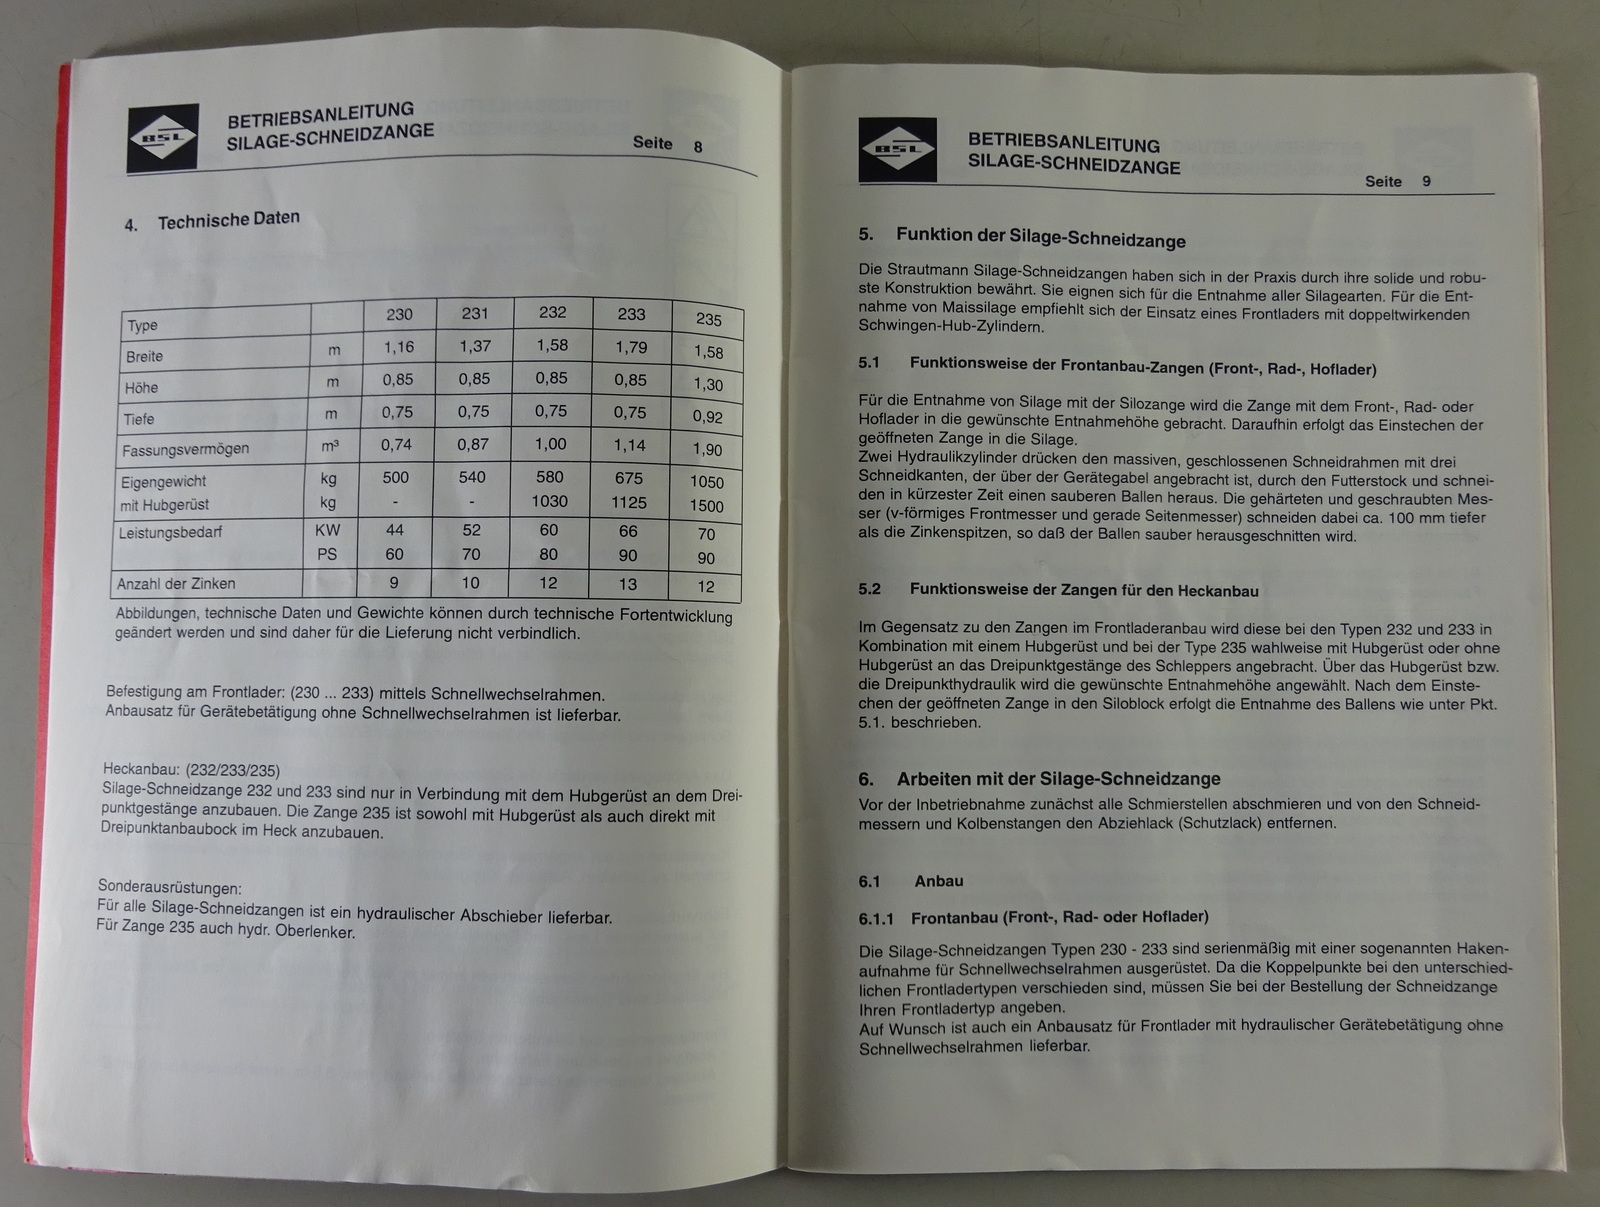 BSL
BETRIEBSANLEITUNG
SILAGE-SCHNEIDZANGE
Seite 8
4. Technische Daten
Type 230 231 232 233 235
Breite m 1,16 1,37 1,58 1,79 1,58
Höhe m 0,85 0,85 0,85 0,85 1,30
Tiefe m 0,75 0,75 0,75 0,75 0,92
Fassungsvermögen m³ 0,74 0,87 1,00 1,14 1,90
Eigengewicht kg 500 540 580 675 1050
mit Hubgerüst kg - - 1030 1125 1500
Leistungsbedarf KW 44 52 60 66 70
PS 60 70 80 90 90
Anzahl der Zinken 9 10 12 13 12
Abbildungen, technische Daten und Gewichte können durch technische Fortentwicklung
geändert werden und sind daher für die Lieferung nicht verbindlich.
Befestigung am Frontlader: (230 ... 233) mittels Schnellwechselrahmen.
Anbausatz für Gerätebetätigung ohne Schnellwechselrahmen ist lieferbar.
Heckanbau: (232/233/235)
Silage-Schneidzange 232 und 233 sind nur in Verbindung mit dem Hubgerüst an dem Drei-
punktgestänge anzubauen. Die Zange 235 ist sowohl mit Hubgerüst als auch direkt mit
Dreipunktanbaubock im Heck anzubauen.
Sonderausrüstungen:
Für alle Silage-Schneidzangen ist ein hydraulischer Abschieber lieferbar.
Für Zange 235 auch hydr. Oberlenker.
BSL
BETRIEBSANLEITUNG
SILAGE-SCHNEIDZANGE
Seite 9
5. Funktion der Silage-Schneidzange
Die Strautmann Silage-Schneidzangen haben sich in der Praxis durch ihre solide und robu-
ste Konstruktion bewährt. Sie eignen sich für die Entnahme aller Silagearten. Für die Ent-
nahme von Maissilage empfiehlt sich der Einsatz eines Frontladers mit doppeltwirkenden
Schwingen-Hub-Zylindern.
5.1 Funktionsweise der Frontanbau-Zangen (Front-, Rad-, Hoflader)
Für die Entnahme von Silage mit der Silozange wird die Zange mit dem Front-, Rad- oder
Hoflader in die gewünschte Entnahmehöhe gebracht. Daraufhin erfolgt das Einstechen der
geöffneten Zange in die Silage.
Zwei Hydraulikzylinder drücken den massiven, geschlossenen Schneidrahmen mit drei
Schneidkanten, der über der Gerätegabel angebracht ist, durch den Futterstock und schnei-
den in kürzester Zeit einen sauberen Ballen heraus. Die gehärteten und geschraubten Mes-
ser (v-förmiges Frontmesser und gerade Seitenmesser) schneiden dabei ca. 100 mm tiefer
als die Zinkenspitzen, so daß der Ballen sauber herausgeschnitten wird.
5.2 Funktionsweise der Zangen für den Heckanbau
Im Gegensatz zu den Zangen im Frontladeranbau wird diese bei den Typen 232 und 233 in
Kombination mit einem Hubgerüst und bei der Type 235 wahlweise mit Hubgerüst oder ohne
Hubgerüst an das Dreipunktgestänge des Schleppers angebracht. Über das Hubgerüst bzw.
die Dreipunkthydraulik wird die gewünschte Entnahmehöhe angewählt. Nach dem Einste-
chen der geöffneten Zange in den Siloblock erfolgt die Entnahme des Ballens wie unter Pkt.
5.1. beschrieben.
6. Arbeiten mit der Silage-Schneidzange
Vor der Inbetriebnahme zunächst alle Schmierstellen abschmieren und von den Schneid-
messern und Kolbenstangen den Abziehlack (Schutzlack) entfernen.
6.1 Anbau
6.1.1 Frontanbau (Front-, Rad- oder Hoflader)
Die Silage-Schneidzangen Typen 230 - 233 sind serienmäßig mit einer sogenannten Haken-
aufnahme für Schnellwechselrahmen ausgerüstet. Da die Koppelpunkte bei den unterschied-
lichen Frontladertypen verschieden sind, müssen Sie bei der Bestellung der Schneidzange
Ihren Frontladertyp angeben.
Auf Wunsch ist auch ein Anbausatz für Frontlader mit hydraulischer Gerätebetätigung ohne
Schnellwechselrahmen lieferbar.